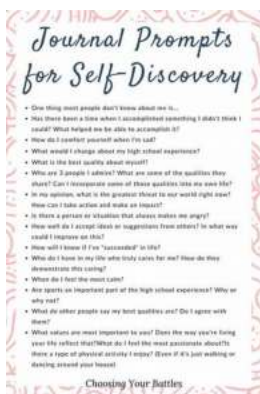 Journal Prompts
for Self-Discovery
• One thing most people don't know about me is...
• Has there been a time when I accomplished something I didn't think I
could? What helped me be able to accomplish it?
• How do I comfort myself when I'm sad?
• What would I change about my high school experience?
• What is the best quality about myself?
• Who are 3 people I admire? What are some of the qualities they
share? Can I incorporate some of those qualities into my own life?
• In my opinion, what is the greatest threat to our world right now?
How can I take action and make an impact?
• Is there a person or situation that always makes me angry?
• How well do I accept ideas or suggestions from others? In what way
could I improve on this?
• How will I know if I've "succeeded" in life?
• Who do I have in my life who truly cares for me? How do they
demonstrate this caring?
• When do I feel the most calm?
• Are sports an important part of the high school experience? Why or
why not?
• What do other people say my best qualities are? Do I agree with
them?
• What values are most important to you? Does the way you're living
your life reflect that?What do I feel the most passionate about?Is
there a type of physical activity I enjoy? (Even if it's just walking or
dancing around your house)
Choosing Your Battles